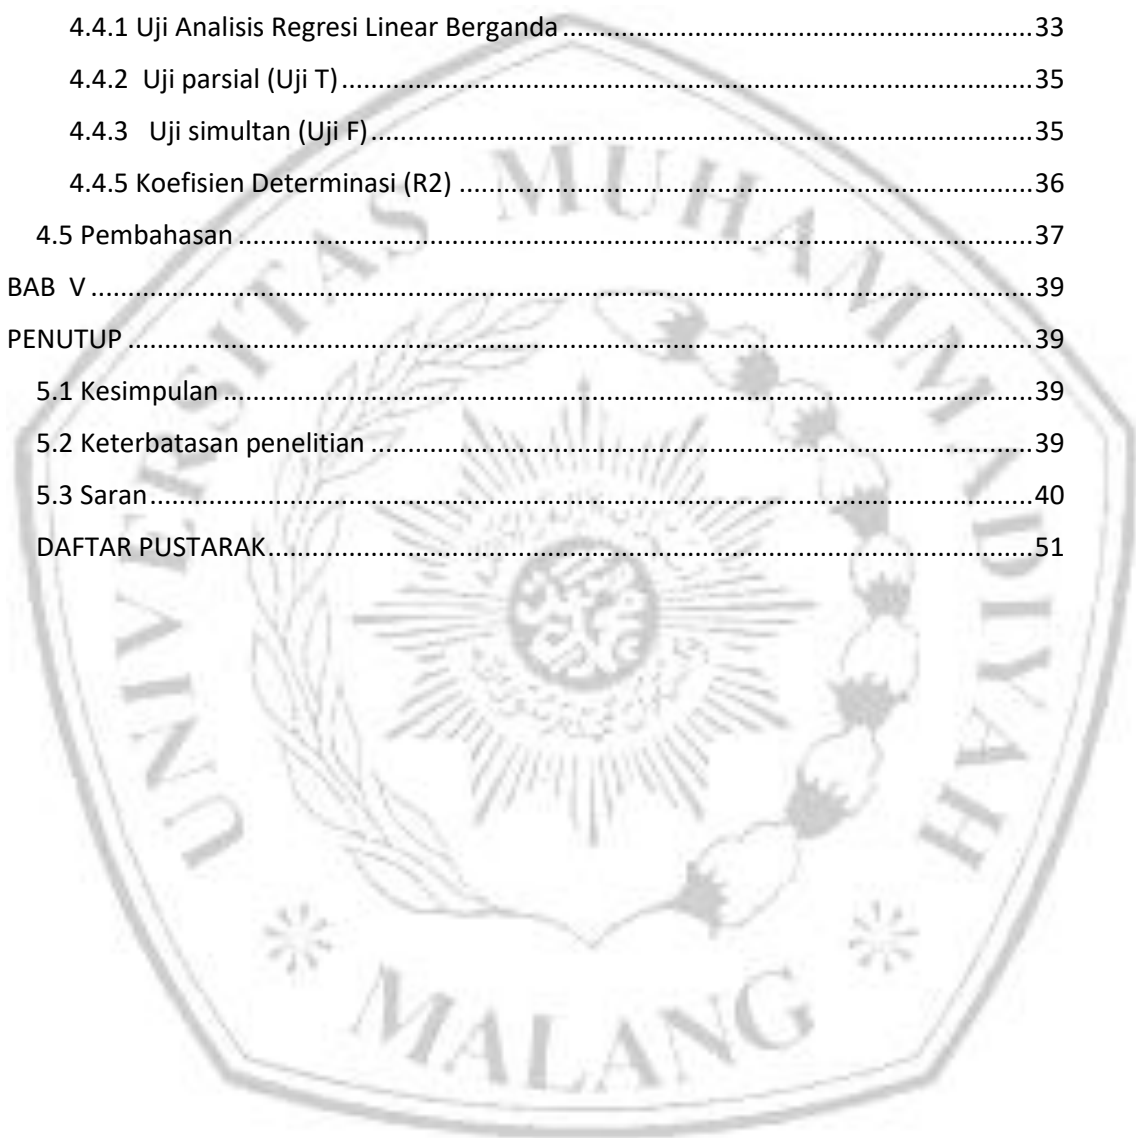 4.4.1 Uji Analisis Regresi Linear Berganda ........ 33
4.4.2  Uji parsial (Uji T) ........ 35
4.4.3   Uji simultan (Uji F) ........ 35
4.4.5 Koefisien Determinasi (R2) ........ 36
4.5 Pembahasan ........ 37
BAB  V ........ 39
PENUTUP ........ 39
5.1 Kesimpulan ........ 39
5.2 Keterbatasan penelitian ........ 39
5.3 Saran ........ 40
DAFTAR PUSTARAK ........ 51
UNIVERSITAS MUHAMMADIYAH
MALANG